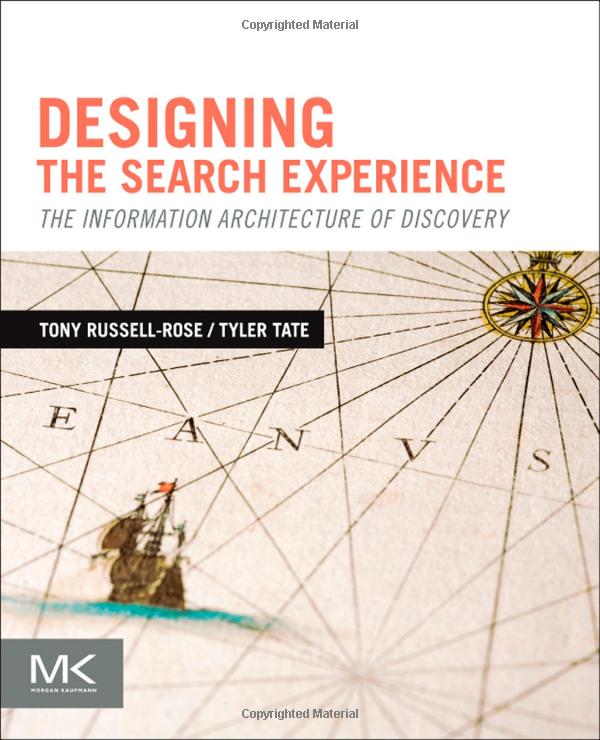 Copyrighted Material
DESIGNING
THE SEARCH EXPERIENCE
THE INFORMATION ARCHITECTURE OF DISCOVERY
TONY RUSSELL-ROSE / TYLER TATE
E A N V S
MK
MORGAN KAUFMANN
Copyrighted Material